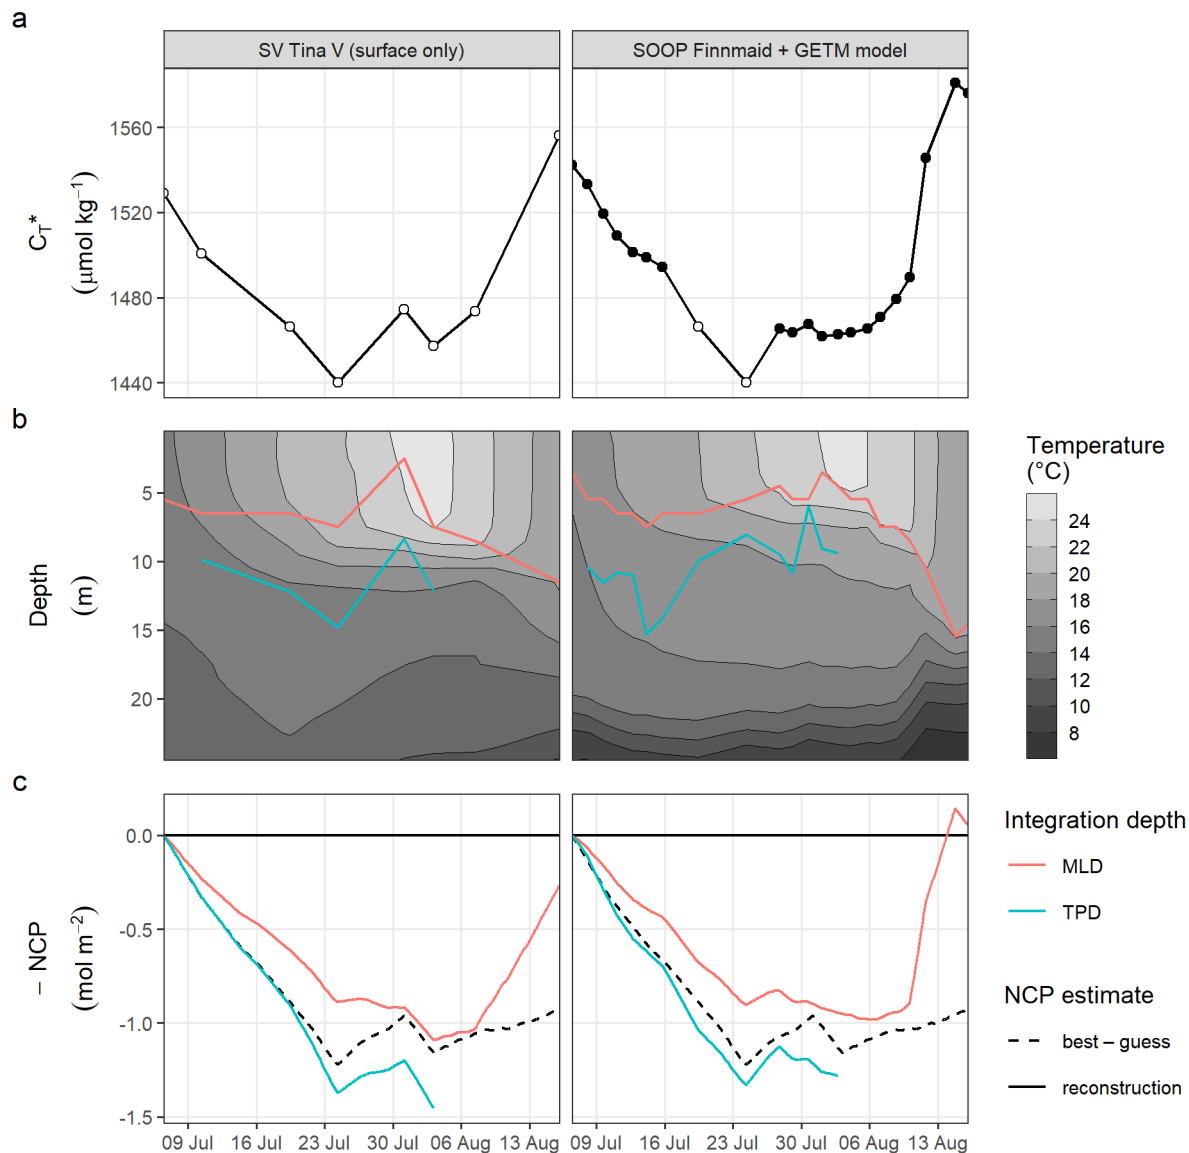 a
SV Tina V (surface only)
SOOP Finnmaid + GETM model
C_T* (μmol kg⁻¹)
1560
1520
1480
1440
b
Depth (m)
5
10
15
20
Temperature
(°C)
24
22
20
18
16
14
12
10
8
c
− NCP (mol m⁻²)
0.0
-0.5
-1.0
-1.5
09 Jul 16 Jul 23 Jul 30 Jul 06 Aug 13 Aug
09 Jul 16 Jul 23 Jul 30 Jul 06 Aug 13 Aug
Integration depth
MLD
TPD
NCP estimate
best − guess
reconstruction